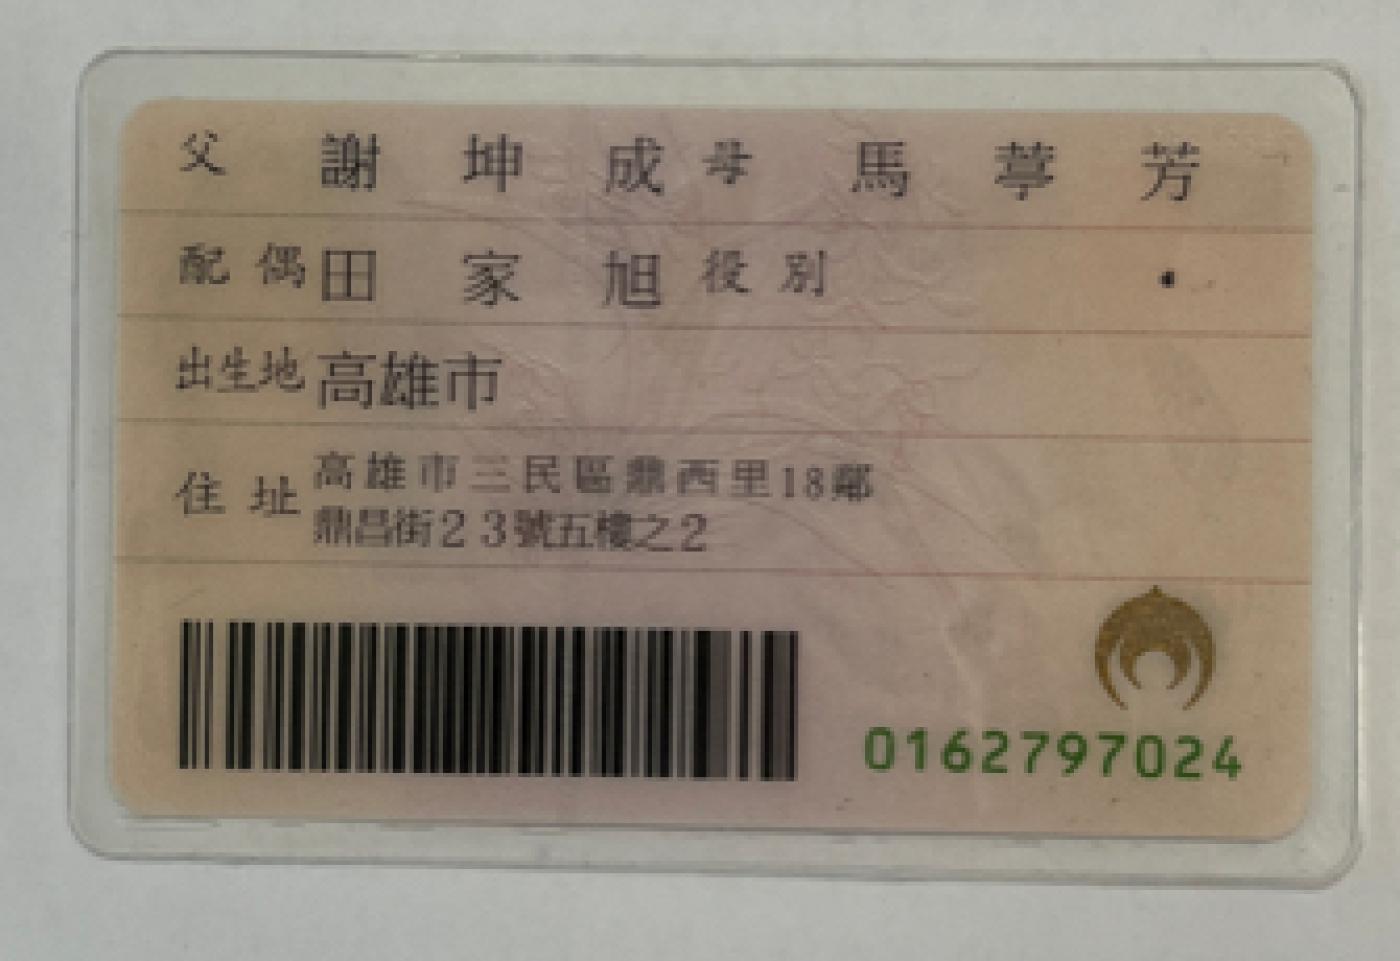 父 謝坤成 母 馬葶芳
配偶 田家旭 役別
出生地 高雄市
住址 高雄市三民區鼎西里18鄰
鼎昌街23號五樓之2
0162797024